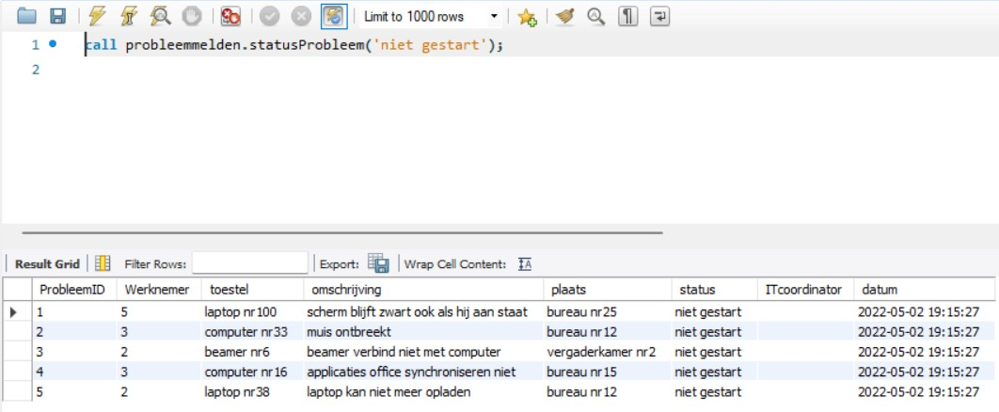 Limit to 1000 rows
1 call probleemmelden.statusProbleem('niet gestart');
2
Result Grid Filter Rows: Export: Wrap Cell Content:
ProbleemID Werknemer toestel omschrijving plaats status ITcoordinator datum
1 5 laptop nr100 scherm blijft zwart ook als hij aan staat bureau nr25 niet gestart 2022-05-02 19:15:27
2 3 computer nr33 muis ontbreekt bureau nr12 niet gestart 2022-05-02 19:15:27
3 2 beamer nr6 beamer verbind niet met computer vergaderkamer nr2 niet gestart 2022-05-02 19:15:27
4 3 computer nr16 applicaties office synchroniseren niet bureau nr15 niet gestart 2022-05-02 19:15:27
5 2 laptop nr38 laptop kan niet meer opladen bureau nr12 niet gestart 2022-05-02 19:15:27